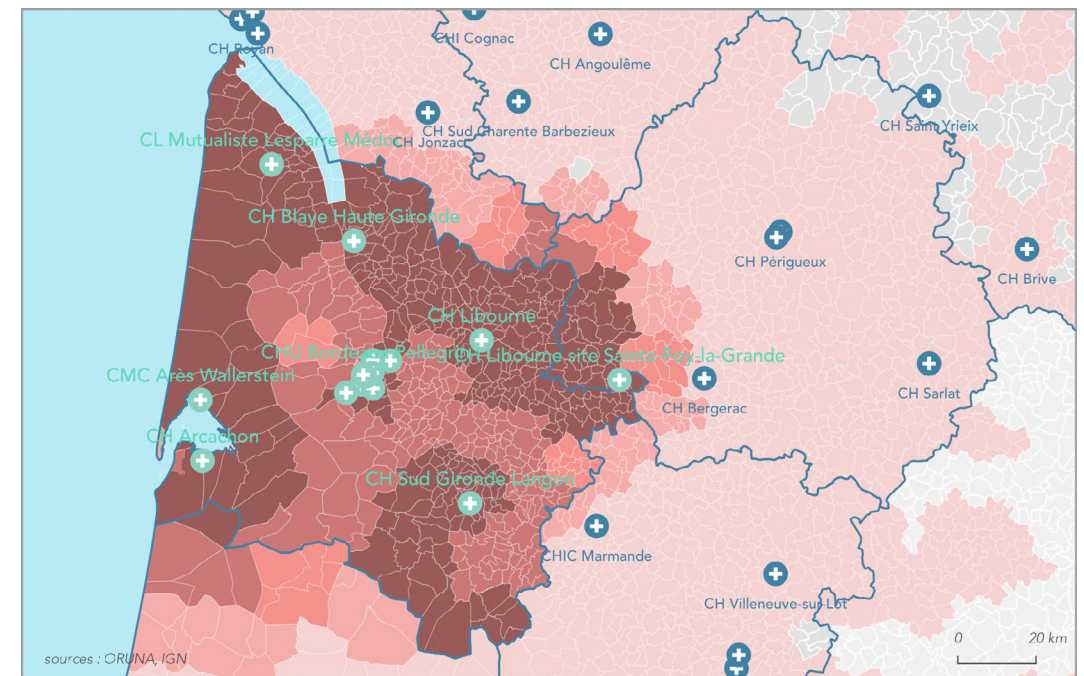 CH Royan
CHI Cognac
CH Angoulême
CH Saint Yrieix
CH Sud Charente Barbezieux
CH Jonzac
CL Mutualiste Lesparre Médoc
CH Blaye Haute Gironde
CH Périgueux
CH Brive
CH Libourne
CHU Bordeaux Pellegrin
CH Libourne site Sainte-Foy-la-Grande
CMC Arès Wallerstein
CH Sarlat
CH Bergerac
CH Arcachon
CH Sud Gironde Langon
CHIC Marmande
CH Villeneuve-sur-Lot
0 20 km
sources : ORUNA, IGN